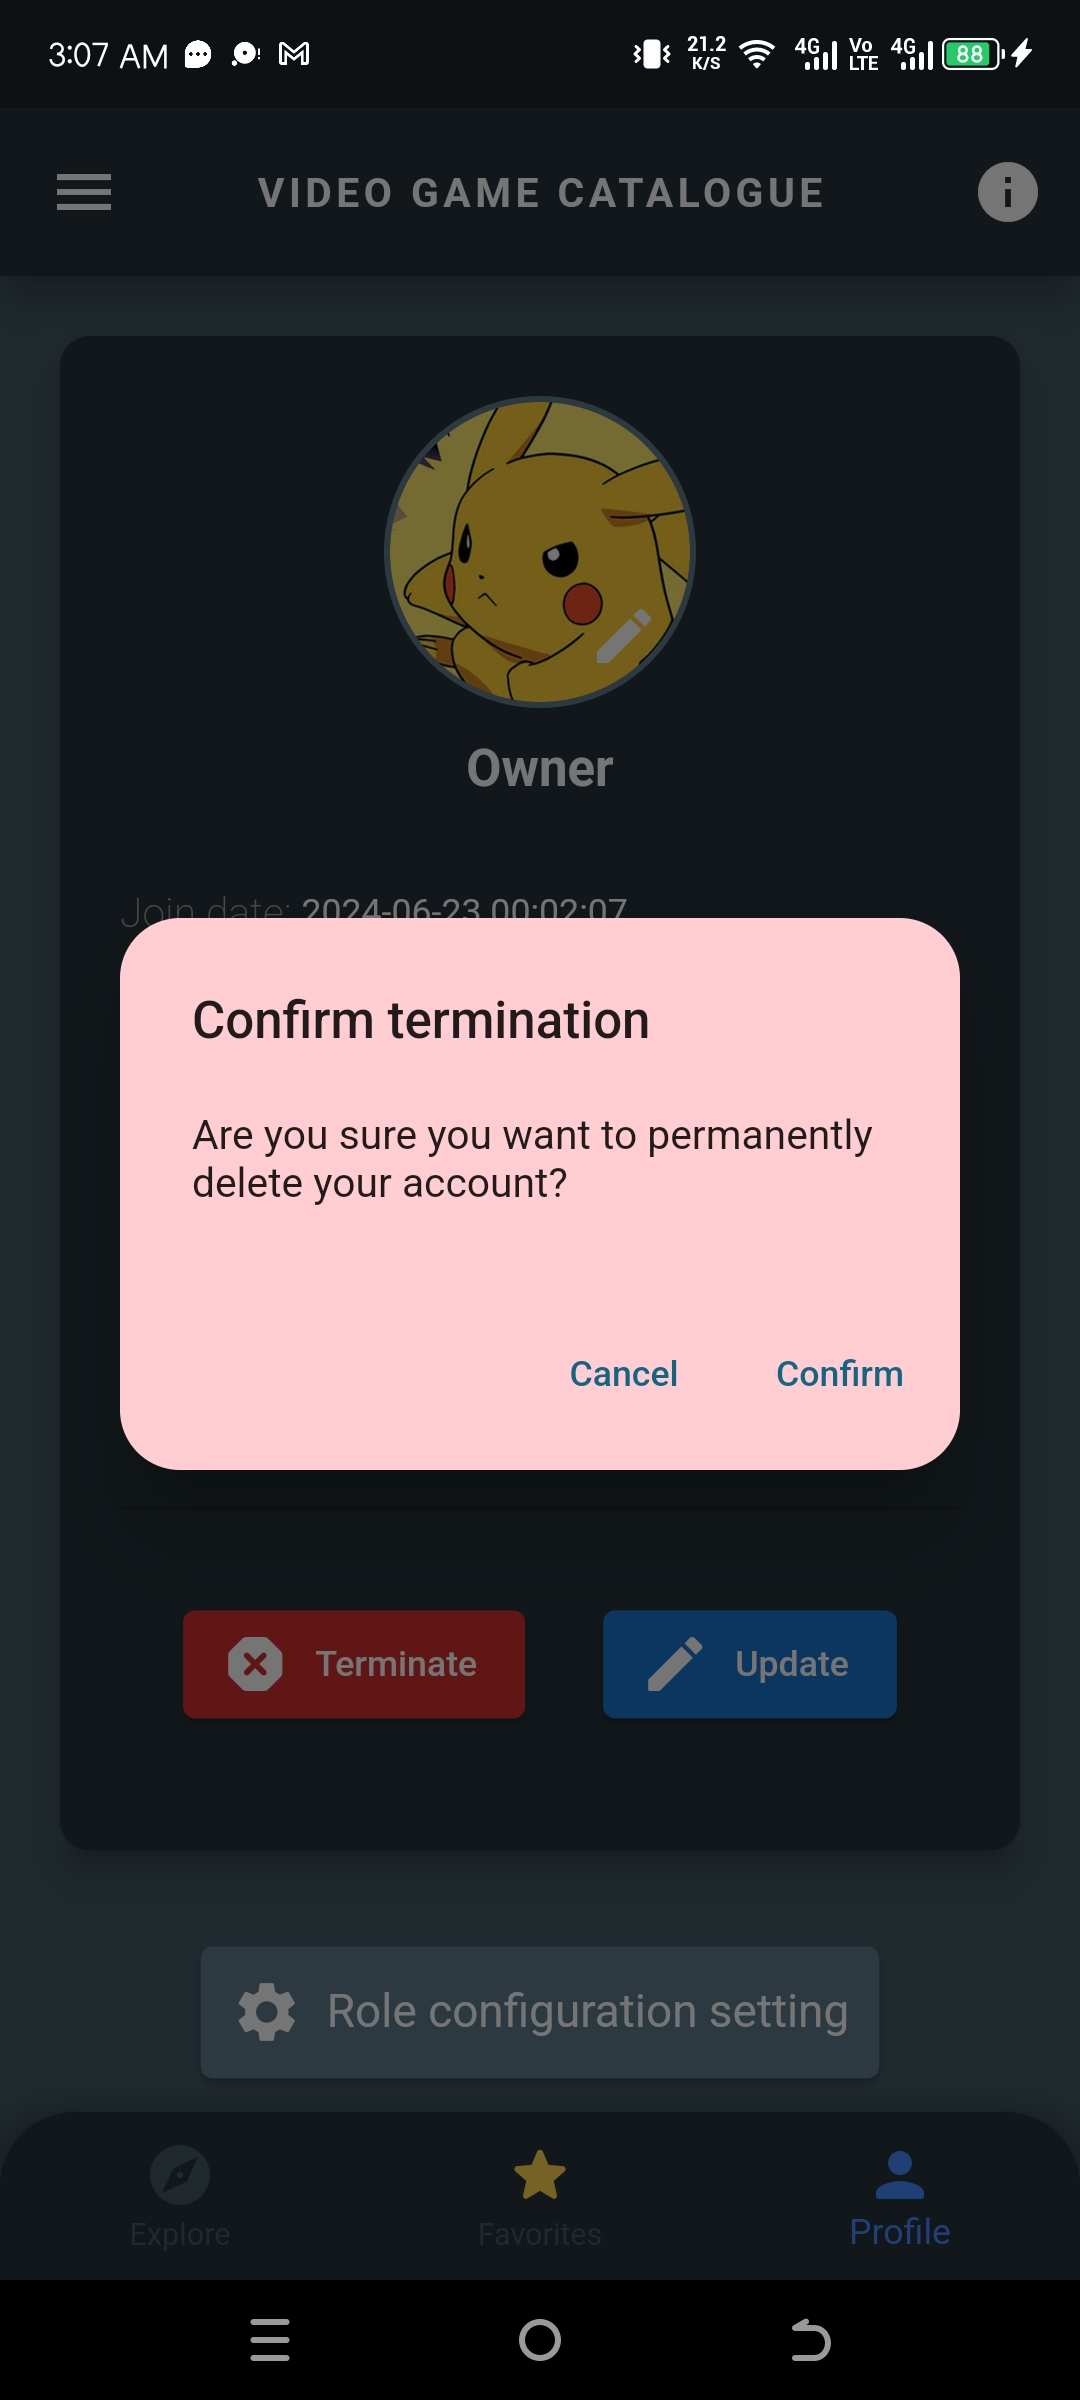 3:07 AM 21.2 K/S 4G Vo LTE 4G 88
VIDEO GAME CATALOGUE
Owner
Join date: 2024-06-23 00:02:07
Confirm termination
Are you sure you want to permanently
delete your account?
Cancel Confirm
Terminate Update
Role configuration setting
Explore Favorites Profile